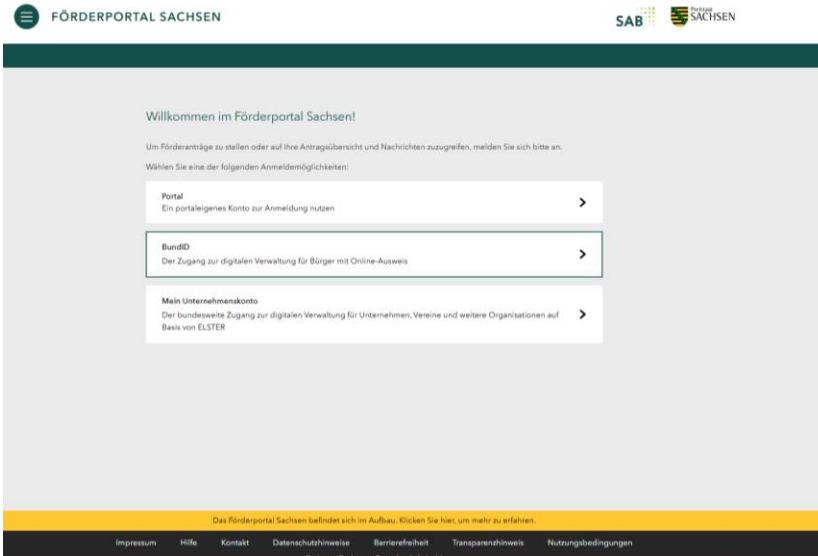 FÖRDERPORTAL SACHSEN
SAB
Freistaat
SACHSEN
Willkommen im Förderportal Sachsen!
Um Förderanträge zu stellen oder auf Ihre Antragsübersicht und Nachrichten zuzugreifen, melden Sie sich bitte an.
Wählen Sie eine der folgenden Anmeldemöglichkeiten:
Portal
Ein portaleigenes Konto zur Anmeldung nutzen
BundID
Der Zugang zur digitalen Verwaltung für Bürger mit Online-Ausweis
Mein Unternehmenskonto
Der bundesweite Zugang zur digitalen Verwaltung für Unternehmen, Vereine und weitere Organisationen auf
Basis von ELSTER
Das Förderportal Sachsen befindet sich im Aufbau. Klicken Sie hier, um mehr zu erfahren.
Impressum Hilfe Kontakt Datenschutzhinweise Barrierefreiheit Transparenzhinweis Nutzungsbedingungen